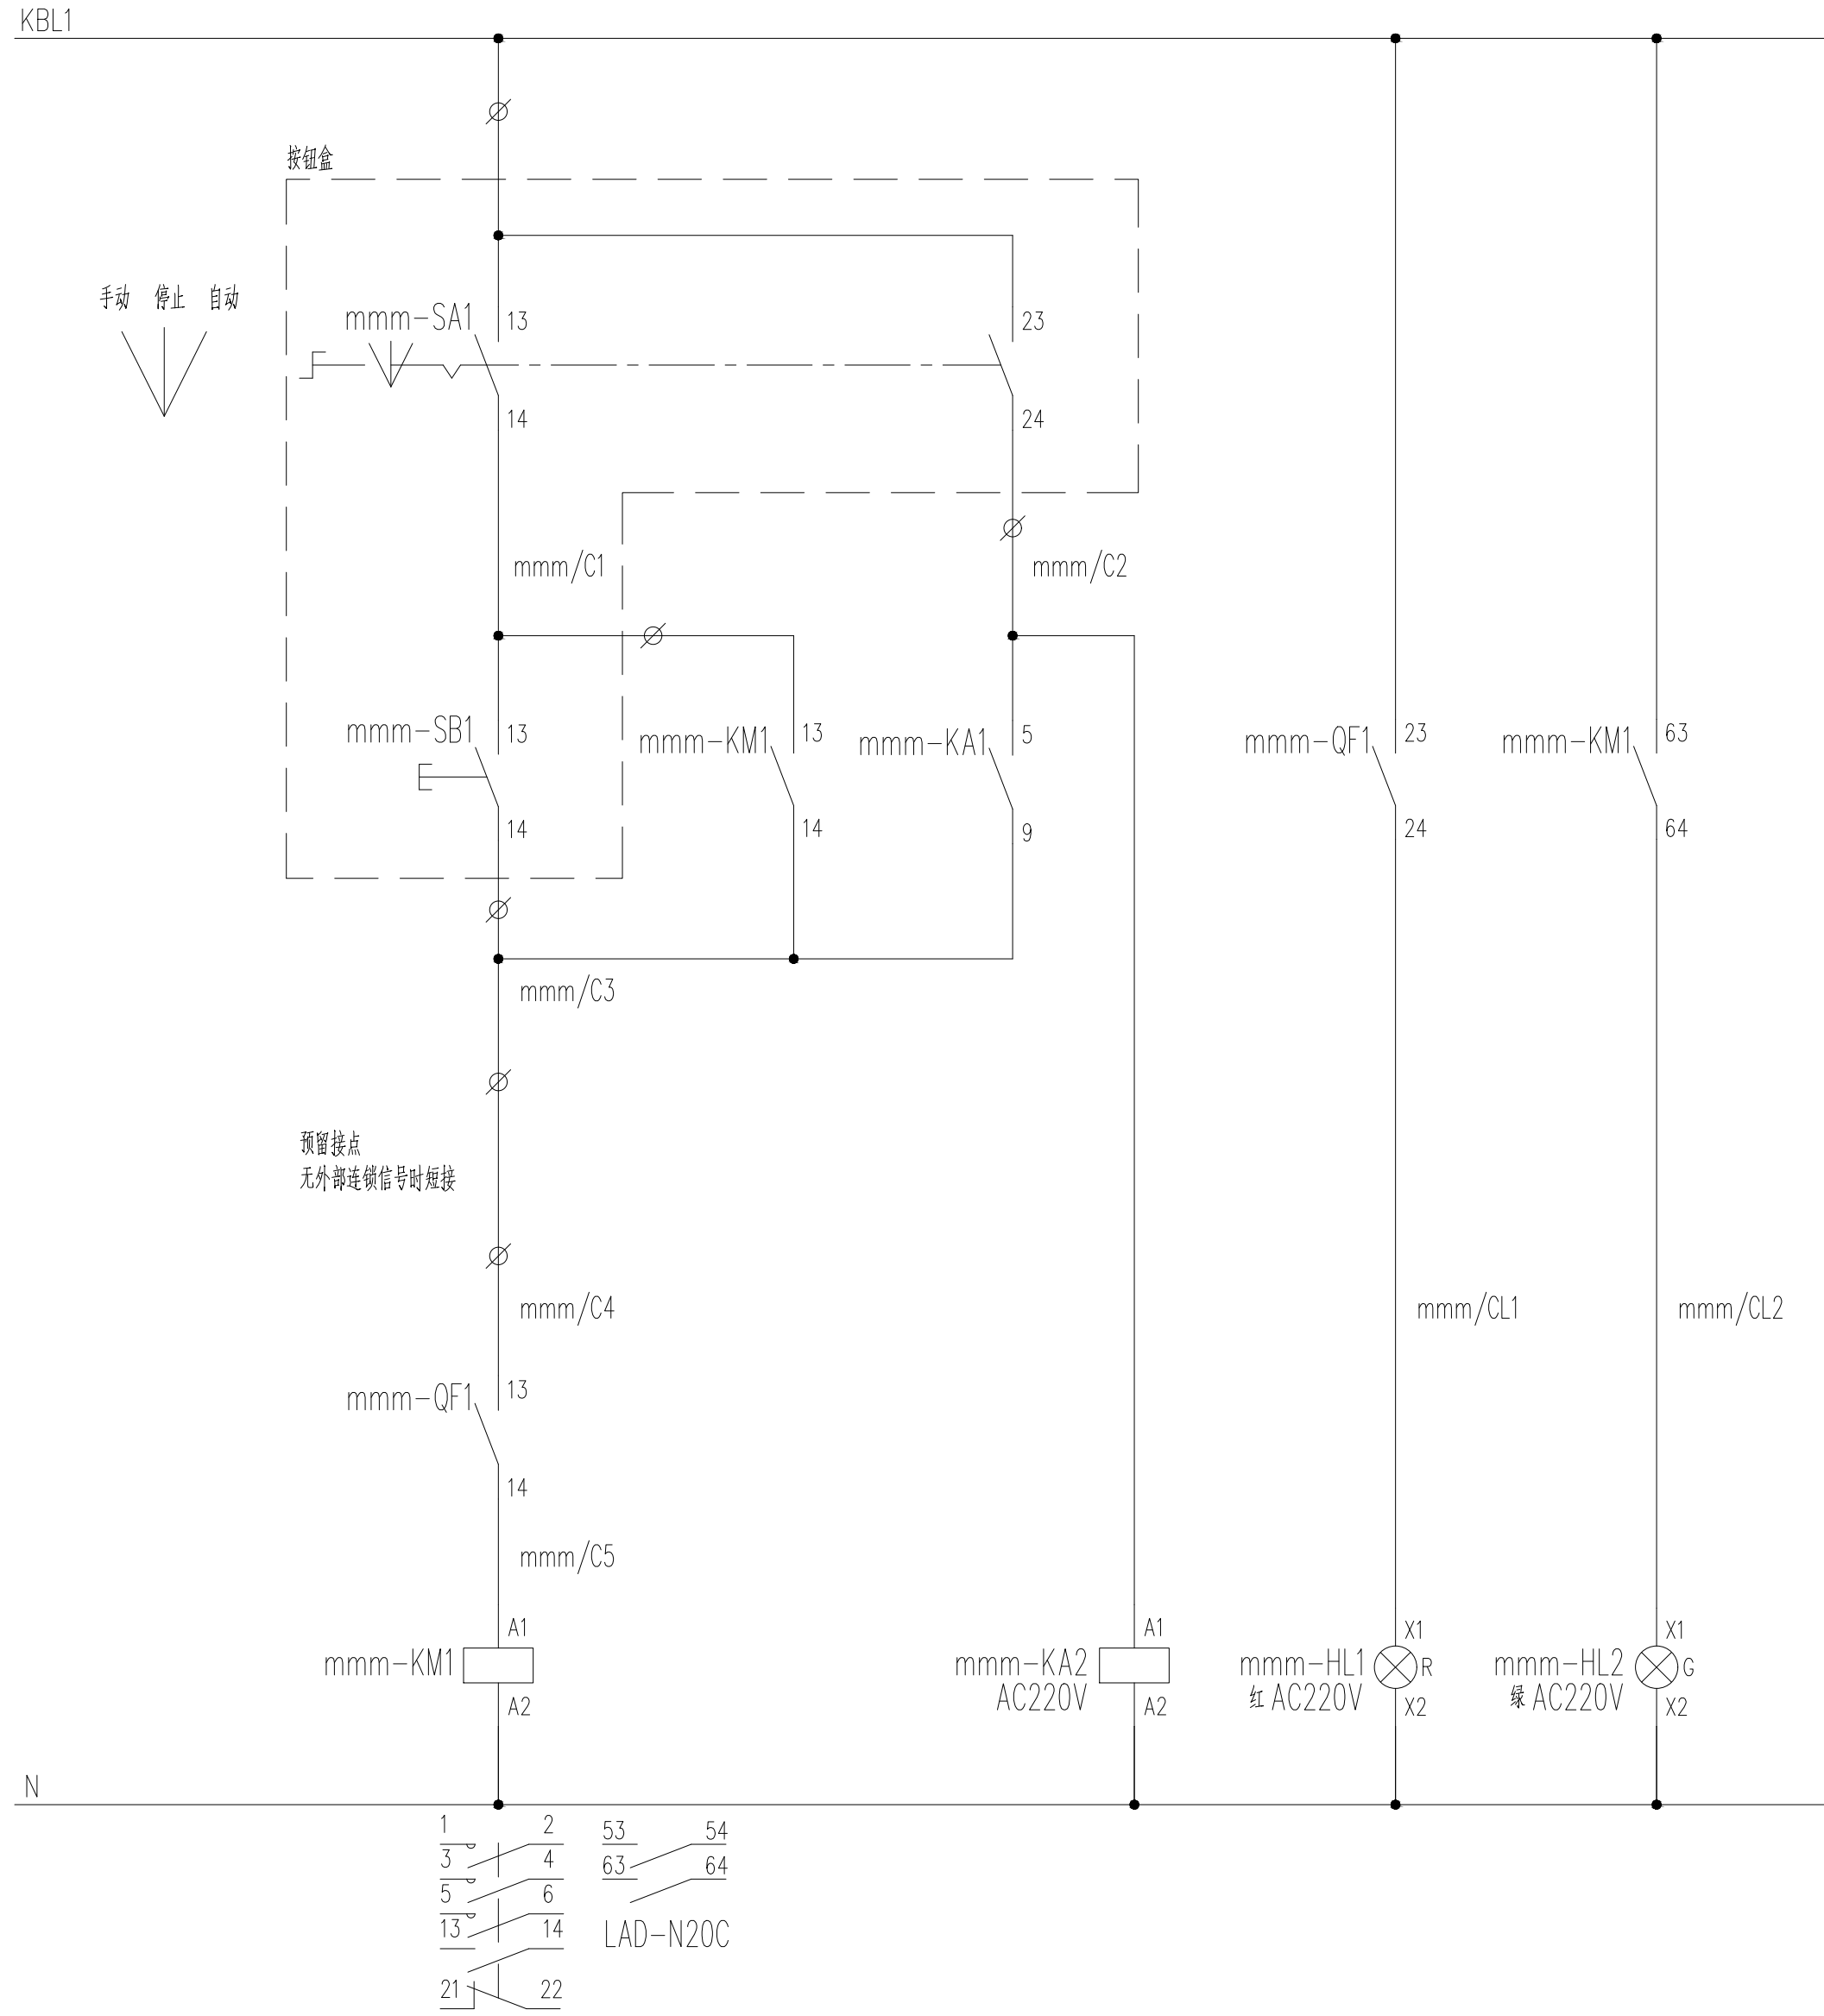 KBL1
按钮盒
手动 停止 自动
mmm-SA1
13
23
14
24
mmm/C1
mmm/C2
mmm-SB1
13
mmm-KM1
13
mmm-KA1
5
mmm-QF1
23
mmm-KM1
63
14
14
9
24
64
mmm/C3
预留接点
无外部连锁信号时短接
mmm/C4
mmm/CL1
mmm/CL2
mmm-QF1
13
14
mmm/C5
A1
A1
X1
X1
mmm-KM1
mmm-KA2
AC220V
mmm-HL1
R
红 AC220V
mmm-HL2
G
绿 AC220V
A2
A2
X2
X2
N
1 2
53 54
3 4
63 64
5 6
13 14
LAD-N20C
21 22